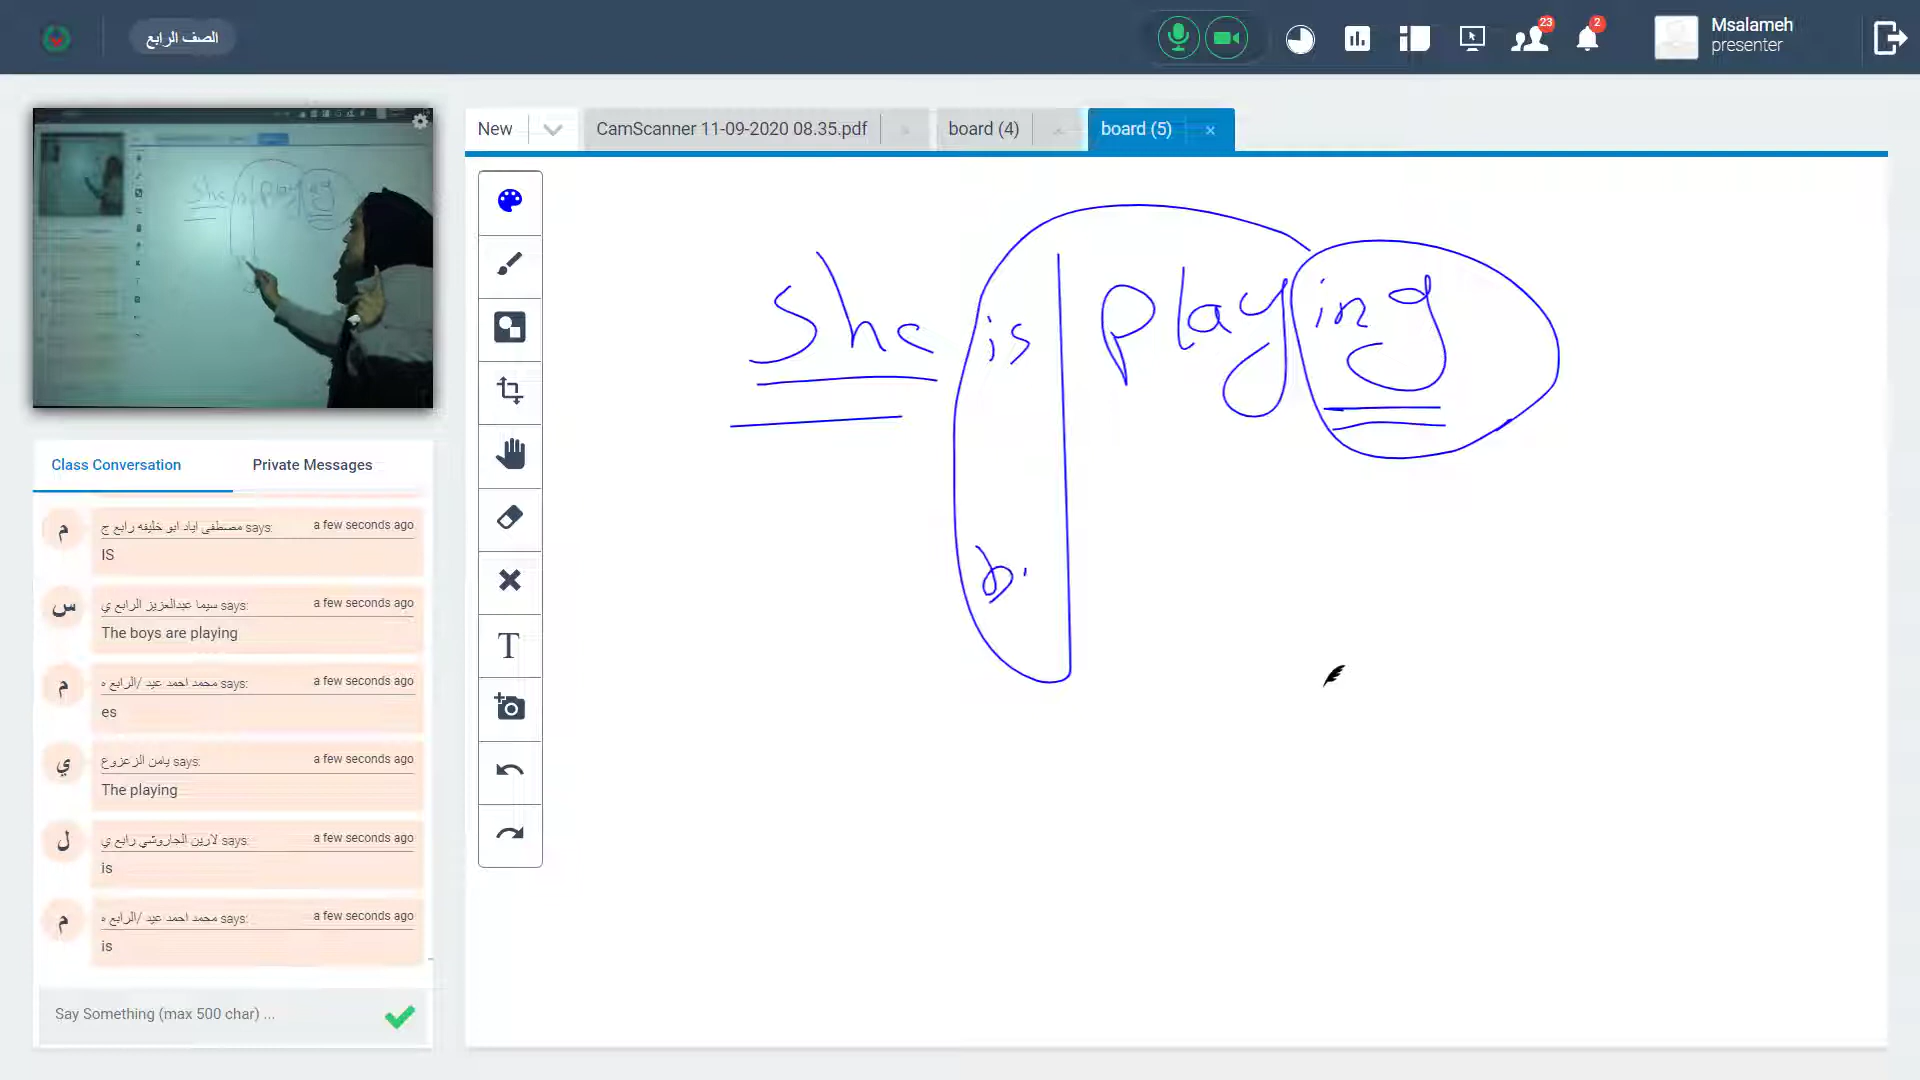 الصف الرابع
23
2
Msalameh
presenter
New
CamScanner 11-09-2020 08.35.pdf
board (4)
board (5)
She is playing
b
T
Class Conversation
Private Messages
م
مصطفى اياد ابو خليفه رابع ج says:
a few seconds ago
IS
س
سيما عبدالعزيز الرابع ي says:
a few seconds ago
The boys are playing
م
محمد احمد عيد /الرابع ه says:
a few seconds ago
es
ي
يامن الزعزوع says:
a few seconds ago
The playing
ل
لارين الجاروشي رابع ي says:
a few seconds ago
is
م
محمد احمد عيد /الرابع ه says:
a few seconds ago
is
Say Something (max 500 char) ...